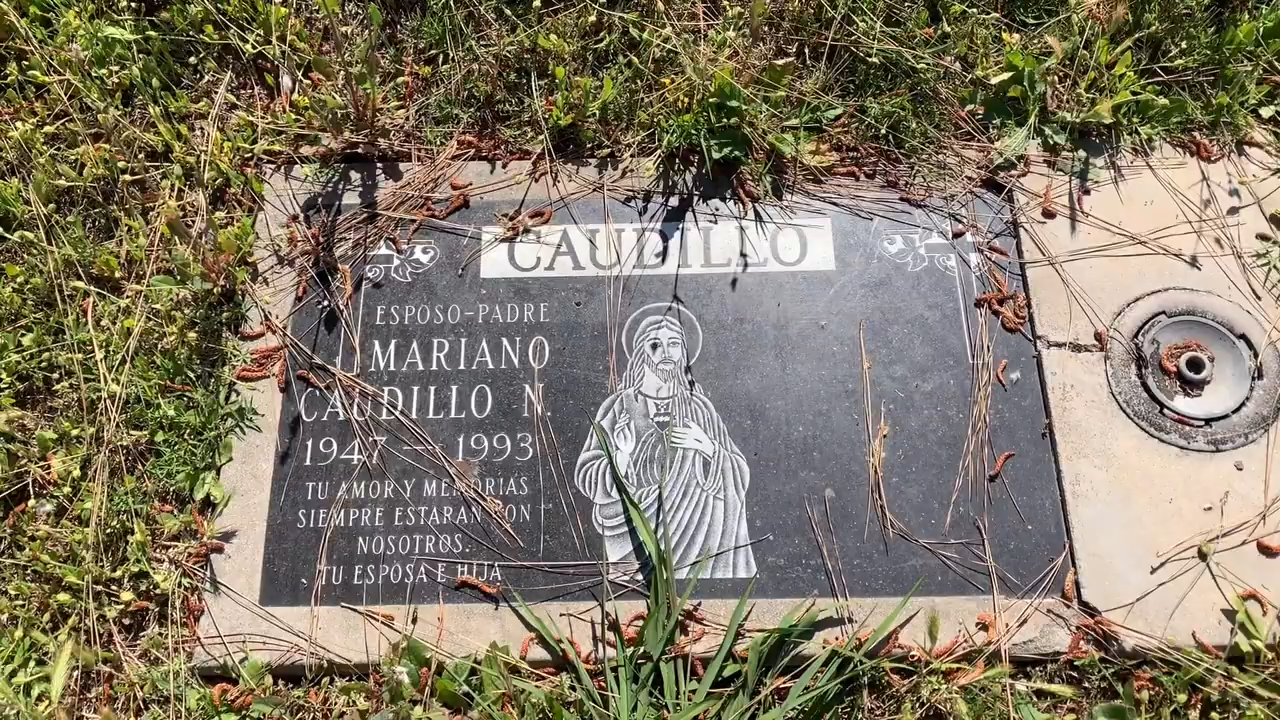 CAUDILLO
ESPOSO-PADRE
MARIANO
CAUDILLO N.
1947 — 1993
TU AMOR Y MEMORIAS
SIEMPRE ESTARAN CON
NOSOTROS.
TU ESPOSA E HIJA